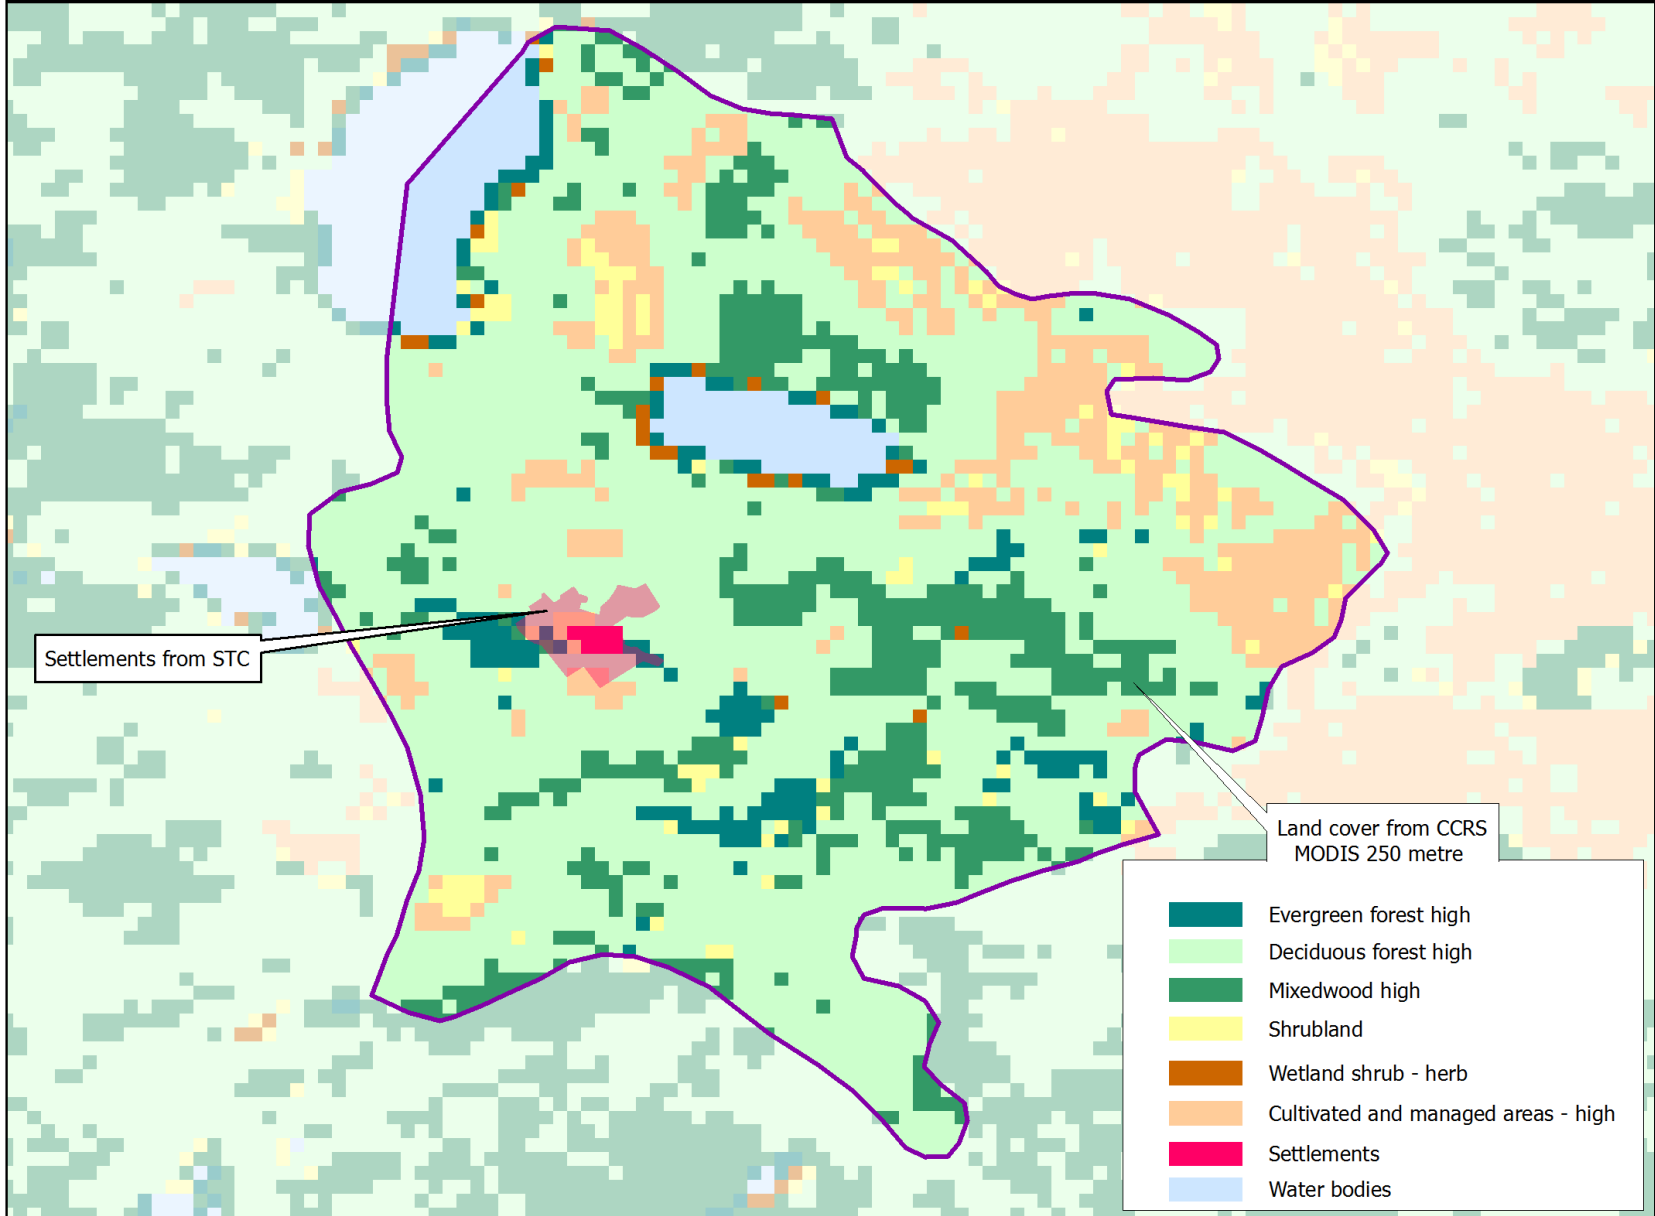 Settlements from STC
Land cover from CCRS
MODIS 250 metre
Evergreen forest high
Deciduous forest high
Mixedwood high
Shrubland
Wetland shrub - herb
Cultivated and managed areas - high
Settlements
Water bodies